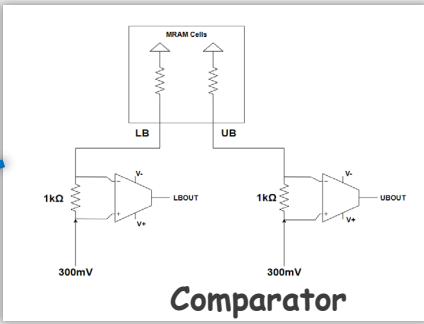 MRAM Cells
LB UB
V- V-
1kΩ LBOUT 1kΩ UBOUT
V+ V+
300mV 300mV
Comparator